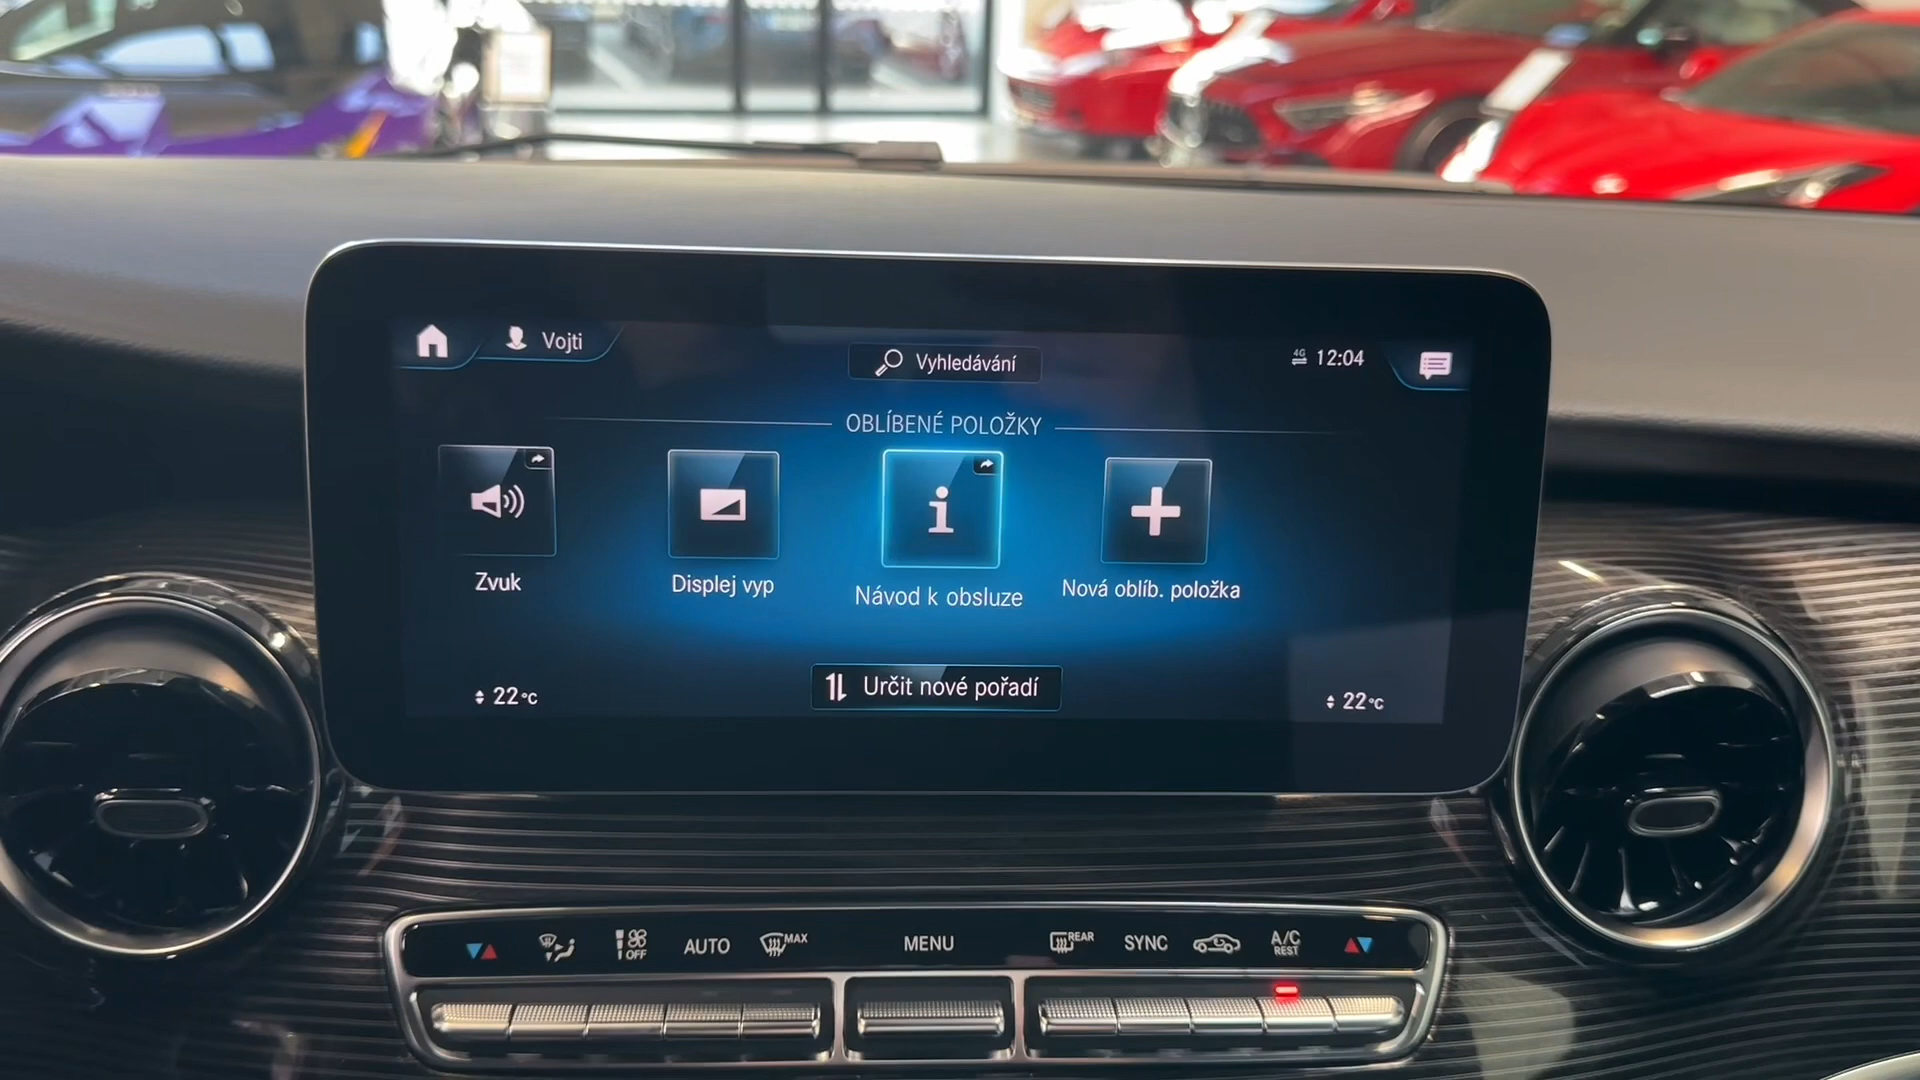 Vojti
Vyhledávání
4G 12:04
OBLÍBENÉ POLOŽKY
Zvuk
Displej vyp
Návod k obsluze
Nová oblíb. položka
22°C
Určit nové pořadí
22°C
OFF
AUTO
MAX
MENU
REAR
SYNC
A/C
REST